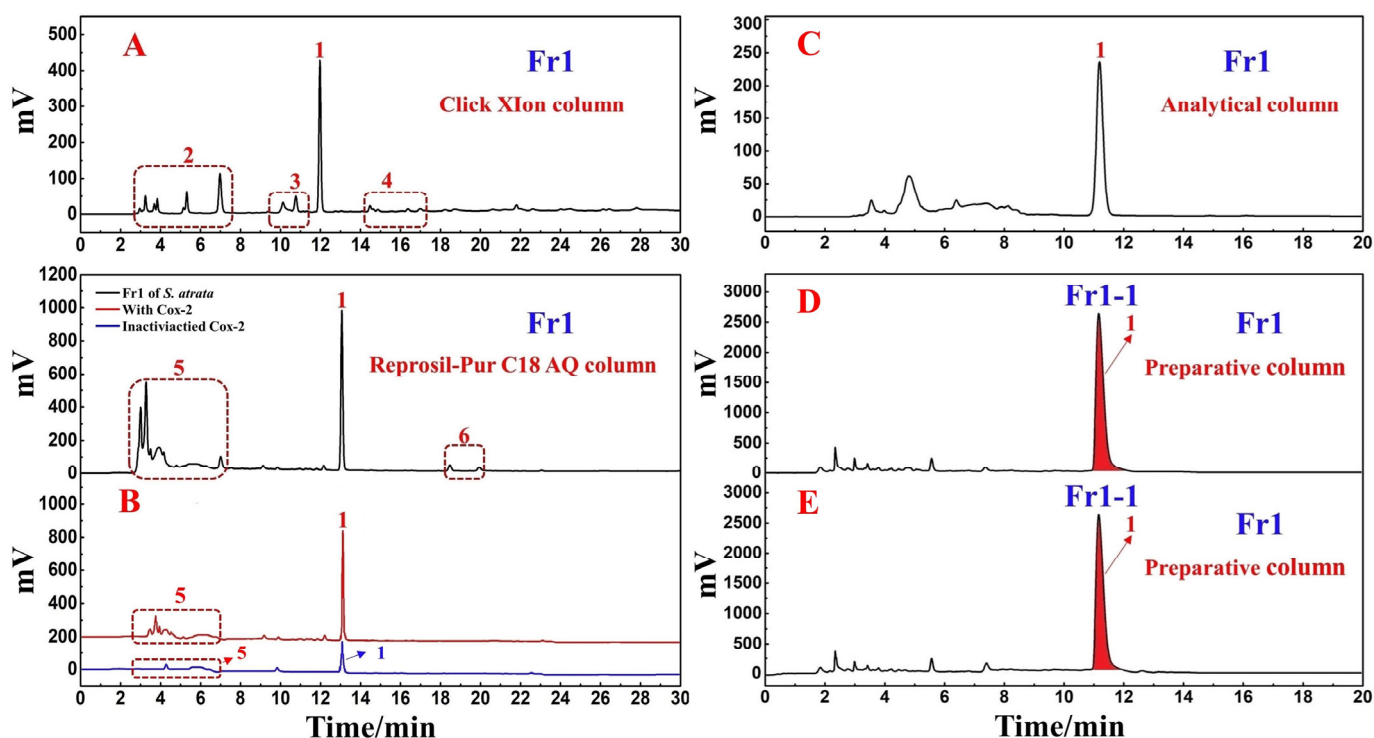 A
1
Fr1
Click XIon column
2
3
4
mV
500
400
300
200
100
0
0 2 4 6 8 10 12 14 16 18 20 22 24 26 28 30
C
1
Fr1
Analytical column
mV
300
250
200
150
100
50
0
0 2 4 6 8 10 12 14 16 18 20
Fr1 of S. atrata
With Cox-2
Inactiviactied Cox-2
1
Fr1
Reprosil-Pur C18 AQ column
5
6
mV
1200
1000
800
600
400
200
0
B
1
5
5
1
mV
800
600
400
200
0
0 2 4 6 8 10 12 14 16 18 20 22 24 26 28 30
Time/min
D
Fr1-1
1
Fr1
Preparative column
mV
3000
2500
2000
1500
1000
500
0
E
Fr1-1
1
Fr1
Preparative column
mV
3000
2500
2000
1500
1000
500
0
0 2 4 6 8 10 12 14 16 18 20
Time/min